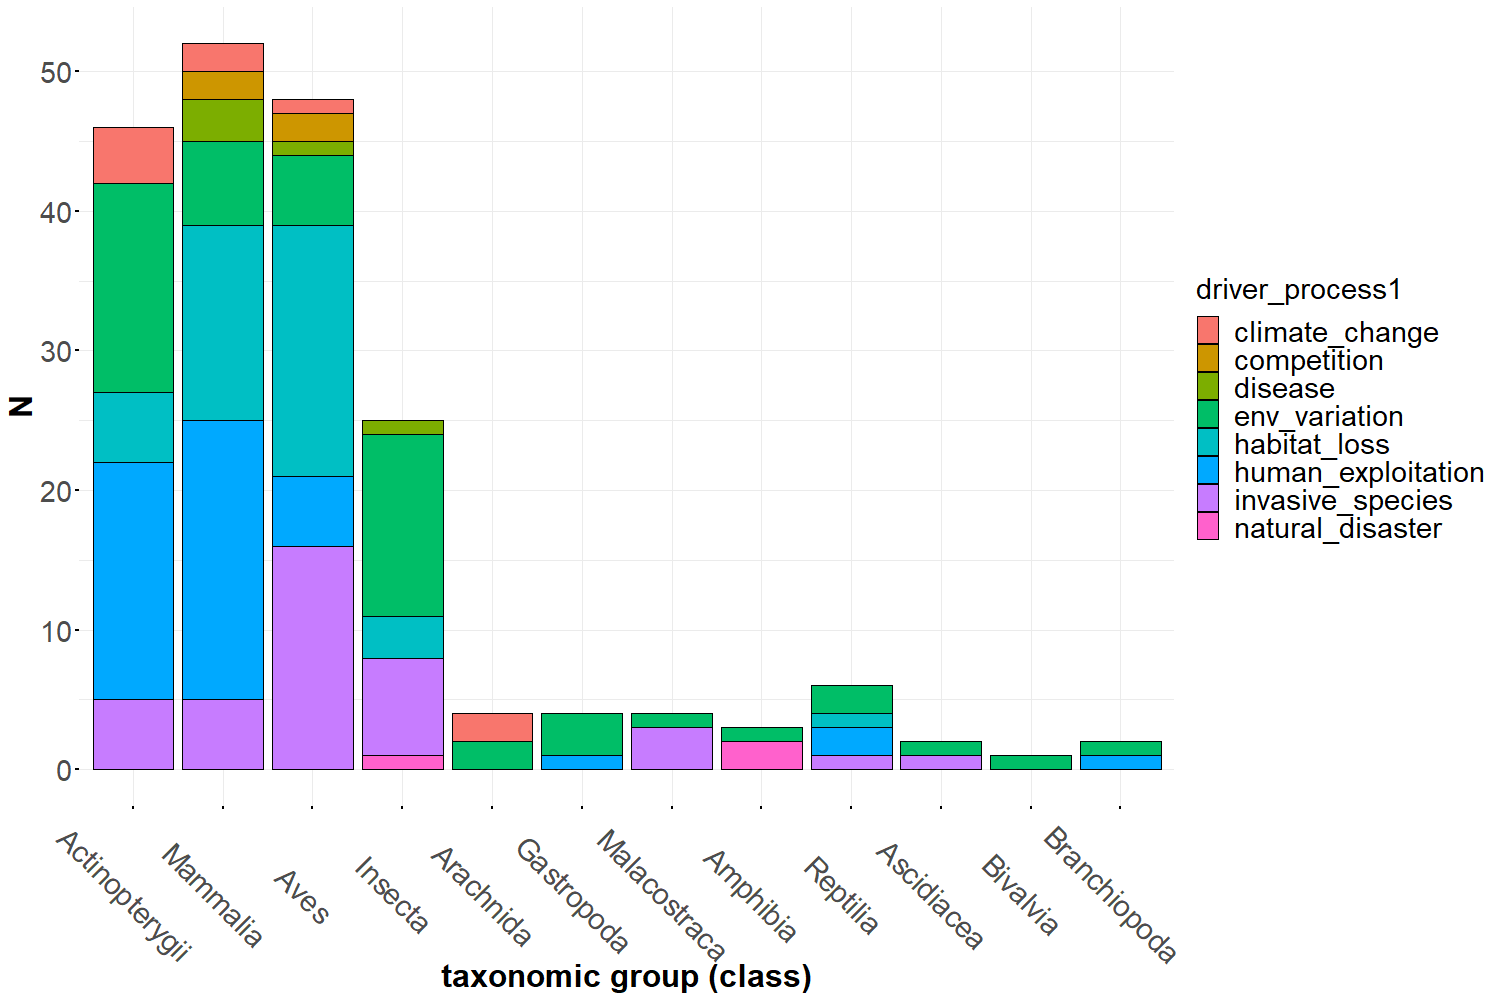 50
40
30
20
10
0
N
Actinopterygii
Mammalia
Aves
Insecta
Arachnida
Gastropoda
Malacostraca
Amphibia
Reptilia
Ascidiacea
Bivalvia
Branchiopoda
taxonomic group (class)
driver_process1
climate_change
competition
disease
env_variation
habitat_loss
human_exploitation
invasive_species
natural_disaster